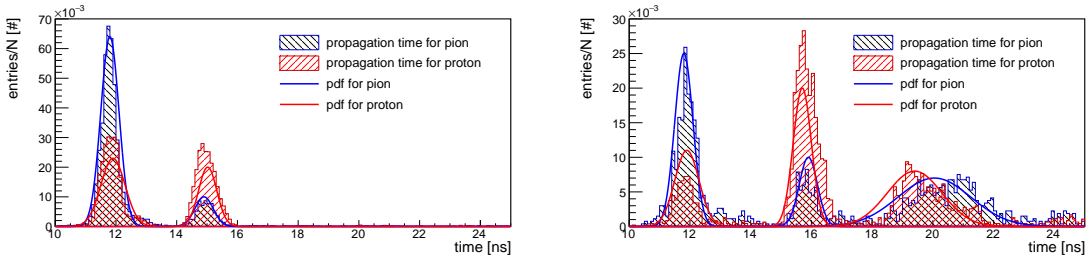 ×10⁻³
entries/N [#]
70
60
50
40
30
20
10
0
propagation time for pion
propagation time for proton
pdf for pion
pdf for proton
10 12 14 16 18 20 22 24
time [ns]
×10⁻³
entries/N [#]
30
25
20
15
10
5
0
propagation time for pion
propagation time for proton
pdf for pion
pdf for proton
10 12 14 16 18 20 22 24
time [ns]